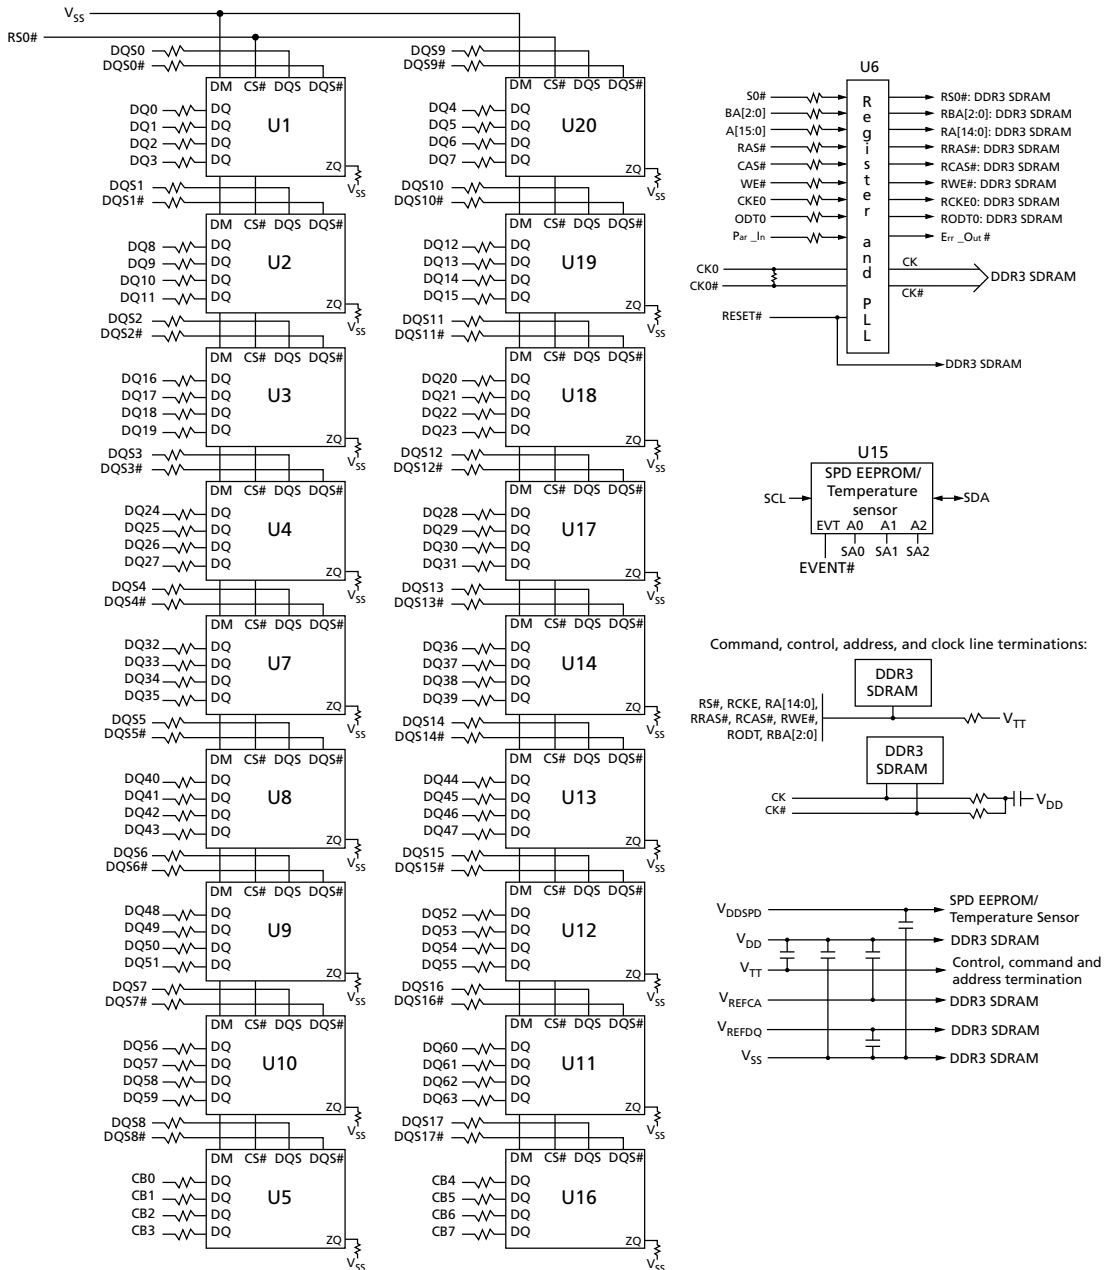 VSS
RS0#
DQS0
DQS0#
DM CS# DQS DQS#
DQ0 DQ
DQ1 DQ
DQ2 DQ
DQ3 DQ
U1
ZQ
VSS
DQS1
DQS1#
DQ8 DQ
DQ9 DQ
DQ10 DQ
DQ11 DQ
DM CS# DQS DQS#
U2
ZQ
VSS
DQS2
DQS2#
DM CS# DQS DQS#
DQ16 DQ
DQ17 DQ
DQ18 DQ
DQ19 DQ
U3
ZQ
VSS
DQS3
DQS3#
DM CS# DQS DQS#
DQ24 DQ
DQ25 DQ
DQ26 DQ
DQ27 DQ
U4
ZQ
VSS
DQS4
DQS4#
DM CS# DQS DQS#
DQ32 DQ
DQ33 DQ
DQ34 DQ
DQ35 DQ
U7
ZQ
VSS
DQS5
DQS5#
DM CS# DQS DQS#
DQ40 DQ
DQ41 DQ
DQ42 DQ
DQ43 DQ
U8
ZQ
VSS
DQS6
DQS6#
DM CS# DQS DQS#
DQ48 DQ
DQ49 DQ
DQ50 DQ
DQ51 DQ
U9
ZQ
VSS
DQS7
DQS7#
DM CS# DQS DQS#
DQ56 DQ
DQ57 DQ
DQ58 DQ
DQ59 DQ
U10
ZQ
VSS
DQS8
DQS8#
DM CS# DQS DQS#
CB0 DQ
CB1 DQ
CB2 DQ
CB3 DQ
U5
ZQ
VSS
DQS9
DQS9#
DM CS# DQS DQS#
DQ4 DQ
DQ5 DQ
DQ6 DQ
DQ7 DQ
U20
ZQ
VSS
DQS10
DQS10#
DM CS# DQS DQS#
DQ12 DQ
DQ13 DQ
DQ14 DQ
DQ15 DQ
U19
ZQ
VSS
DQS11
DQS11#
DM CS# DQS DQS#
DQ20 DQ
DQ21 DQ
DQ22 DQ
DQ23 DQ
U18
ZQ
VSS
DQS12
DQS12#
DM CS# DQS DQS#
DQ28 DQ
DQ29 DQ
DQ30 DQ
DQ31 DQ
U17
ZQ
VSS
DQS13
DQS13#
DM CS# DQS DQS#
DQ36 DQ
DQ37 DQ
DQ38 DQ
DQ39 DQ
U14
ZQ
VSS
DQS14
DQS14#
DM CS# DQS DQS#
DQ44 DQ
DQ45 DQ
DQ46 DQ
DQ47 DQ
U13
ZQ
VSS
DQS15
DQS15#
DM CS# DQS DQS#
DQ52 DQ
DQ53 DQ
DQ54 DQ
DQ55 DQ
U12
ZQ
VSS
DQS16
DQS16#
DM CS# DQS DQS#
DQ60 DQ
DQ61 DQ
DQ62 DQ
DQ63 DQ
U11
ZQ
VSS
DQS17
DQS17#
DM CS# DQS DQS#
CB4 DQ
CB5 DQ
CB6 DQ
CB7 DQ
U16
ZQ
VSS
U6
Register and PLL
S0# RS0#: DDR3 SDRAM
BA[2:0] RBA[2:0]: DDR3 SDRAM
A[15:0] RA[14:0]: DDR3 SDRAM
RAS# RRAS#: DDR3 SDRAM
CAS# RCAS#: DDR3 SDRAM
WE# RWE#: DDR3 SDRAM
CKE0 RCKE0: DDR3 SDRAM
ODT0 RODT0: DDR3 SDRAM
Par_In Err_Out#
CK0 CK
CK0# CK#
DDR3 SDRAM
RESET#
DDR3 SDRAM
U15
SPD EEPROM/
Temperature
sensor
SCL SDA
EVT A0 A1 A2
SA0 SA1 SA2
EVENT#
Command, control, address, and clock line terminations:
DDR3
SDRAM
RS#, RCKE, RA[14:0],
RRAS#, RCAS#, RWE#,
RODT, RBA[2:0]
VTT
DDR3
SDRAM
CK
CK#
VDD
VDDSPD SPD EEPROM/
Temperature Sensor
VDD DDR3 SDRAM
VTT Control, command and
address termination
VREFCA DDR3 SDRAM
VREFDQ DDR3 SDRAM
VSS DDR3 SDRAM